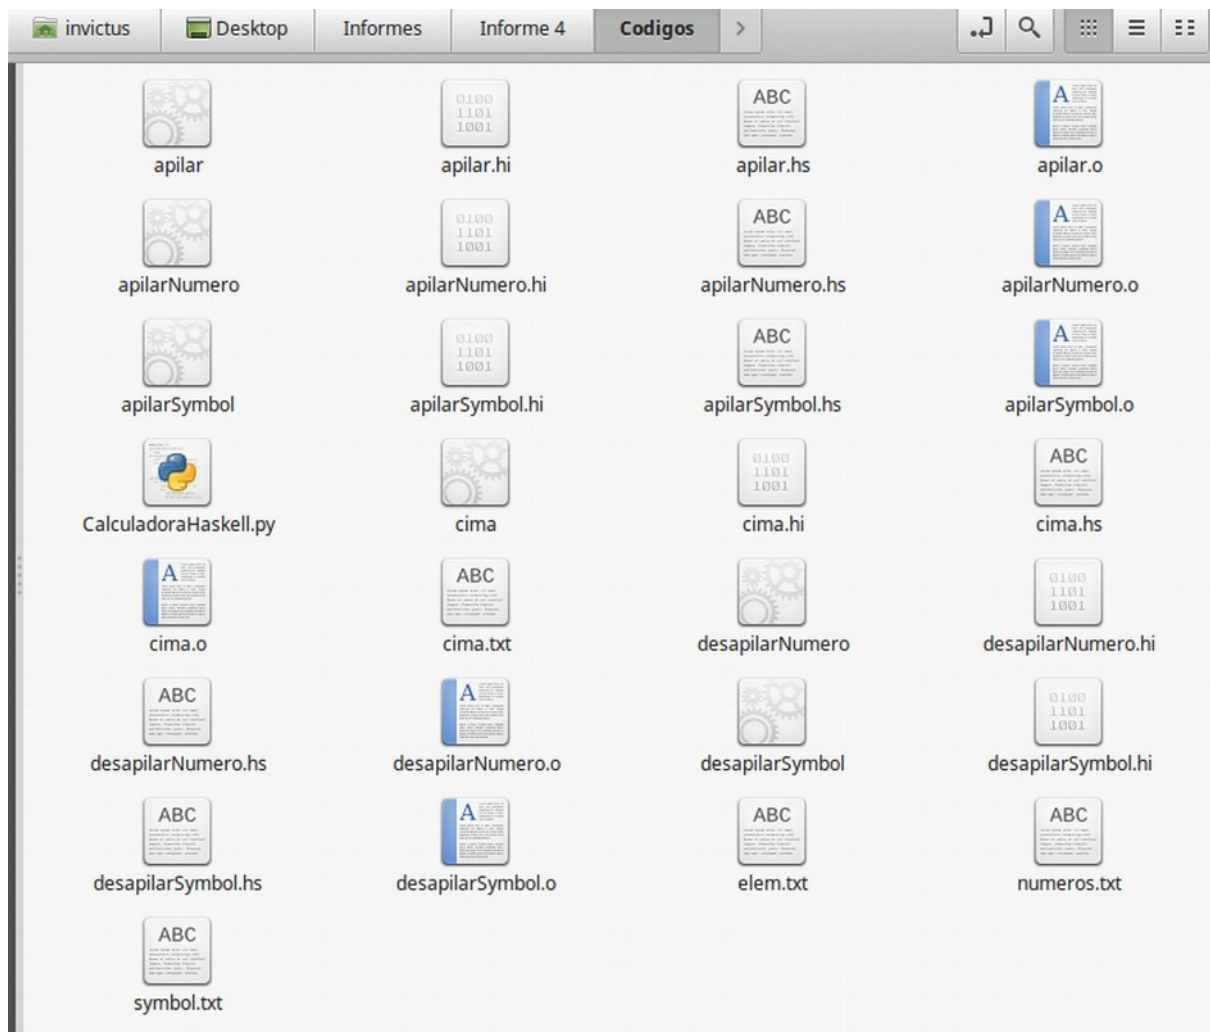 invictus Desktop Informes Informe 4 Codigos
apilar apilar.hi apilar.hs apilar.o
apilarNumero apilarNumero.hi apilarNumero.hs apilarNumero.o
apilarSymbol apilarSymbol.hi apilarSymbol.hs apilarSymbol.o
CalculadoraHaskell.py cima cima.hi cima.hs
cima.o cima.txt desapilarNumero desapilarNumero.hi
desapilarNumero.hs desapilarNumero.o desapilarSymbol desapilarSymbol.hi
desapilarSymbol.hs desapilarSymbol.o elem.txt numeros.txt
symbol.txt